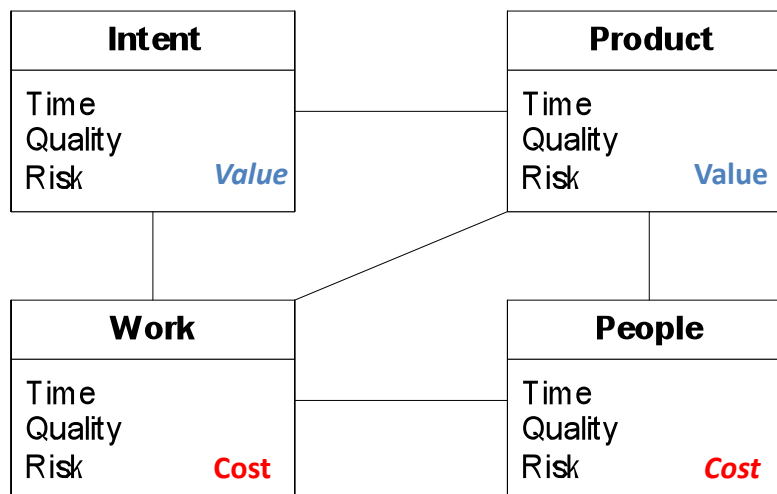 Intent
Time
Quality
Risk Value
Product
Time
Quality
Risk Value
Work
Time
Quality
Risk Cost
People
Time
Quality
Risk Cost